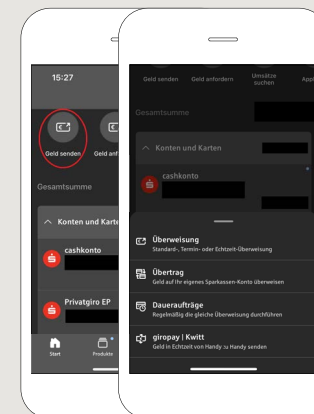 15:27
Geld senden
Geld anf
Gesamtsumme
Konten und Karte
cashkonto
Privatgiro EP
Start
Produkte
Geld senden
Geld anfordern
Umsätze
suchen
Appl
Gesamtsumme
Konten und Karten
cashkonto
Überweisung
Standard-, Termin- oder Echtzeit-Überweisung
Übertrag
Geld auf Ihr eigenes Sparkassen-Konto überweisen
Daueraufträge
Regelmäßig die gleiche Überweisung durchführen
giropay | Kwitt
Geld in Echtzeit von Handy zu Handy senden